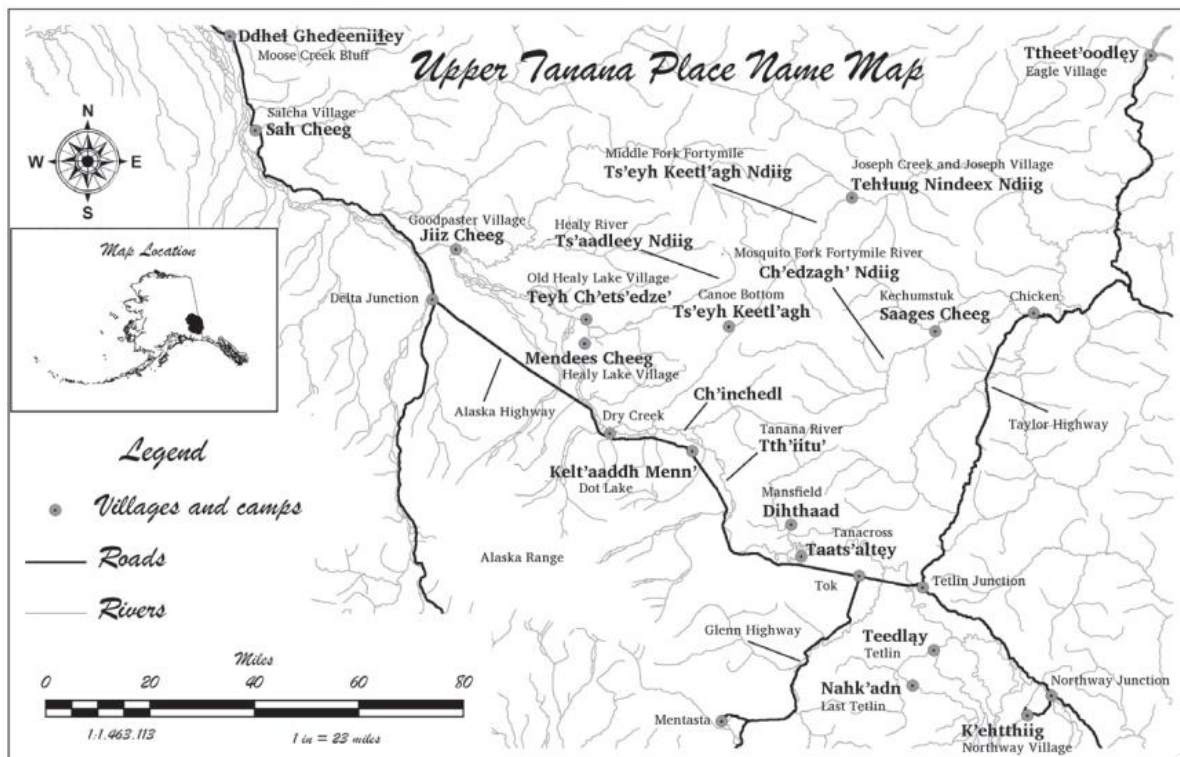 Upper Tanana Place Name Map
Ddheł Ghedeeniiłey
Moose Creek Bluff
Ttheet'oodlęy
Eagle Village
N
W
E
S
Salcha Village
Sah Cheeg
Middle Fork Fortymile
Ts'eyh Keetl'agh Ndiig
Joseph Creek and Joseph Village
Tehłuug Nindeex Ndiig
Goodpaster Village
Jiiz Cheeg
Healy River
Ts'aadleey Ndiig
Mosquito Fork Fortymile River
Ch'edzagh' Ndiig
Map Location
Old Healy Lake Village
Teyh Ch'ets'edze'
Canoe Bottom
Ts'eyh Keetl'agh
Kechumstuk
Saages Cheeg
Chicken
Delta Junction
Mendees Cheeg
Healy Lake Village
Alaska Highway
Ch'inchedl
Dry Creek
Taylor Highway
Tanana River
Tth'iitu'
Kelt'aaddh Menn'
Dot Lake
Mansfield
Dihthaad
Tanacross
Taats'altęy
Alaska Range
Tok
Tetlin Junction
Glenn Highway
Teedląy
Tetlin
Nahk'adn
Last Tetlin
Northway Junction
Mentasta
K'ehtthiig
Northway Village
Legend
Villages and camps
Roads
Rivers
Miles
0 20 40 60 80
1:1.463.113
1 in = 23 miles